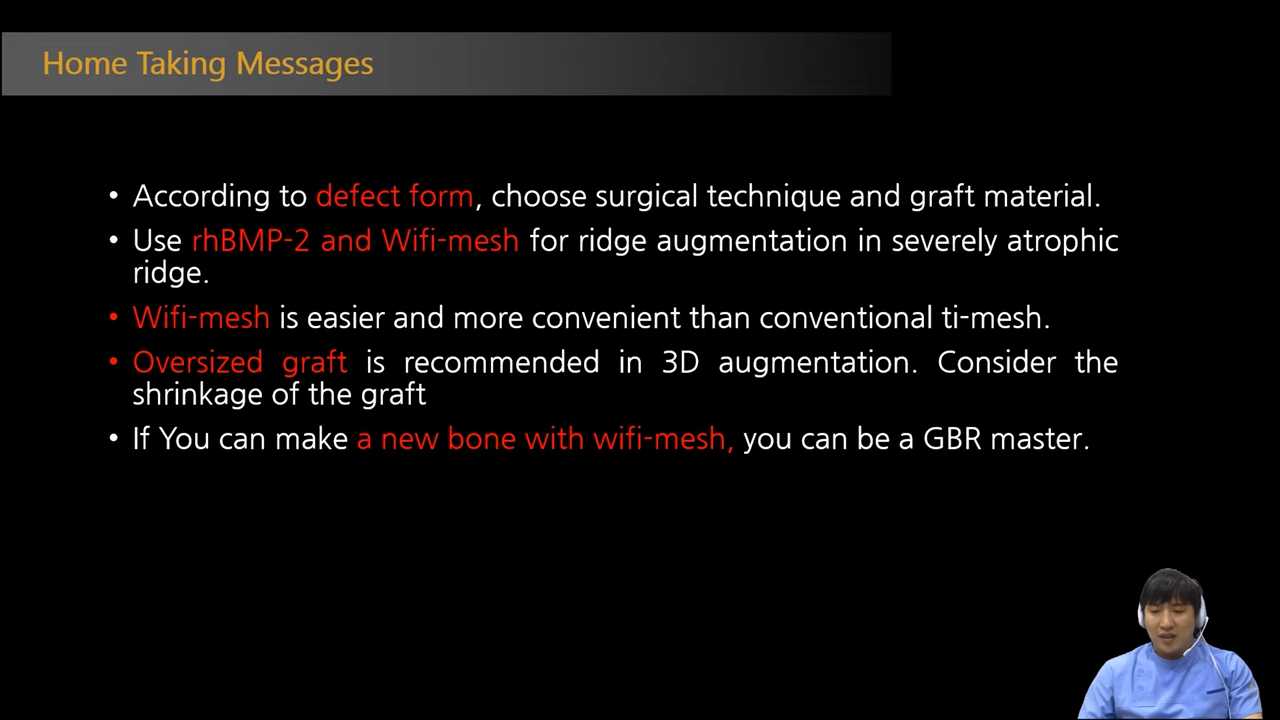 Home Taking Messages
• According to defect form, choose surgical technique and graft material.
• Use rhBMP-2 and Wifi-mesh for ridge augmentation in severely atrophic
ridge.
• Wifi-mesh is easier and more convenient than conventional ti-mesh.
• Oversized graft is recommended in 3D augmentation. Consider the
shrinkage of the graft
• If You can make a new bone with wifi-mesh, you can be a GBR master.